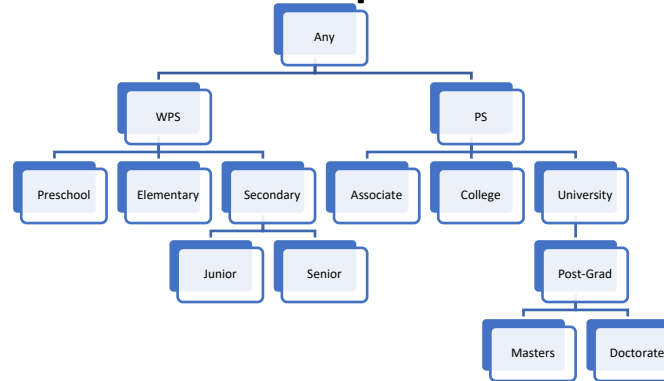 Any
WPS
PS
Preschool
Elementary
Secondary
Associate
College
University
Junior
Senior
Post-Grad
Masters
Doctorate